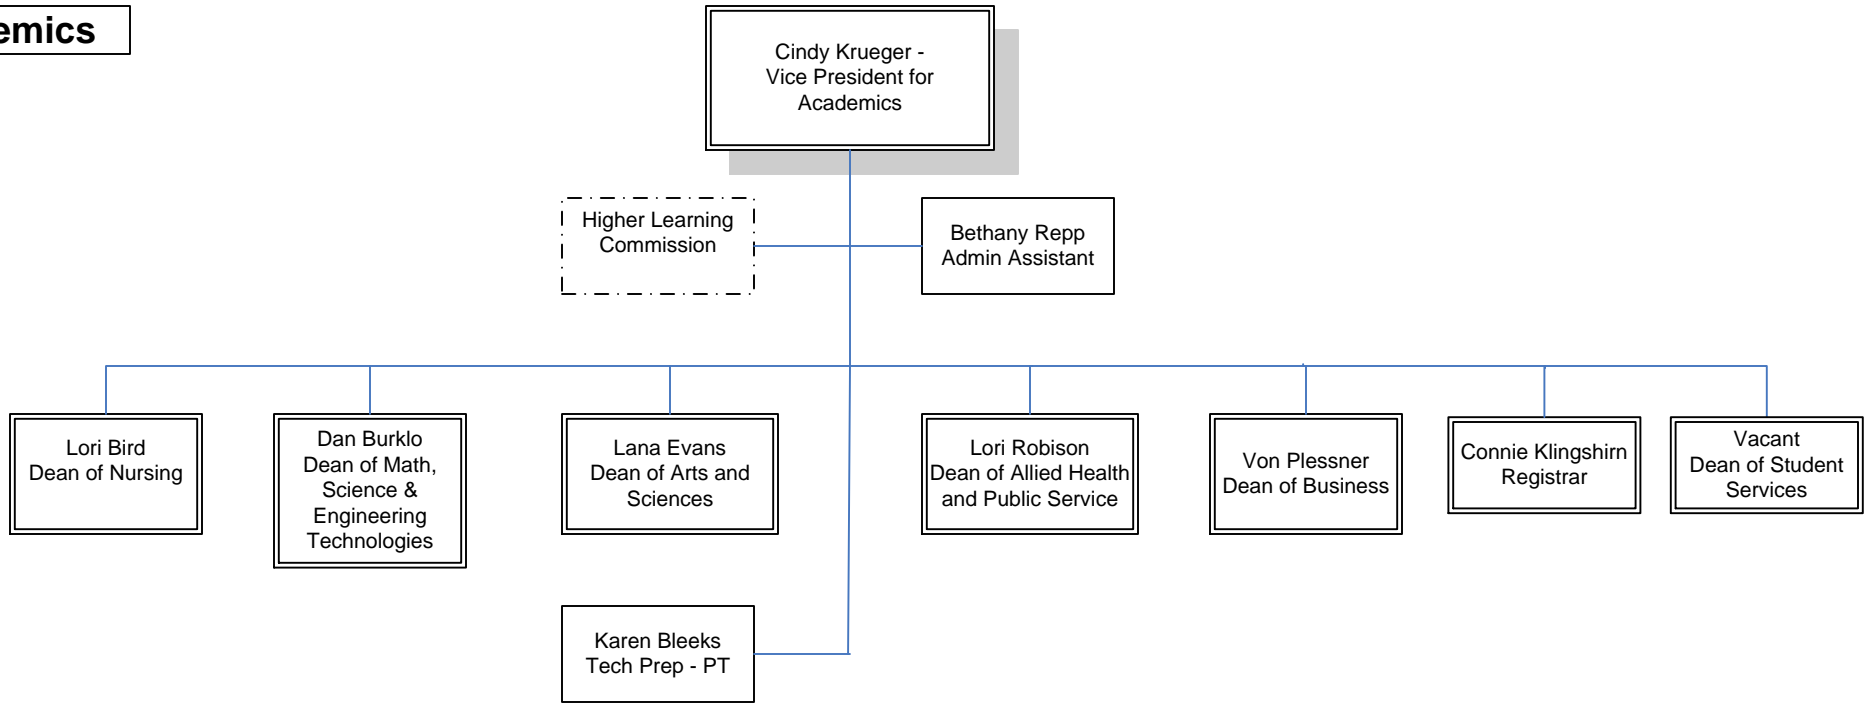 emics
Cindy Krueger -
Vice President for
Academics
Higher Learning
Commission
Bethany Repp
Admin Assistant
Lori Bird
Dean of Nursing
Dan Burklo
Dean of Math,
Science &
Engineering
Technologies
Lana Evans
Dean of Arts and
Sciences
Lori Robison
Dean of Allied Health
and Public Service
Von Plessner
Dean of Business
Connie Klingshirn
Registrar
Vacant
Dean of Student
Services
Karen Bleeks
Tech Prep - PT